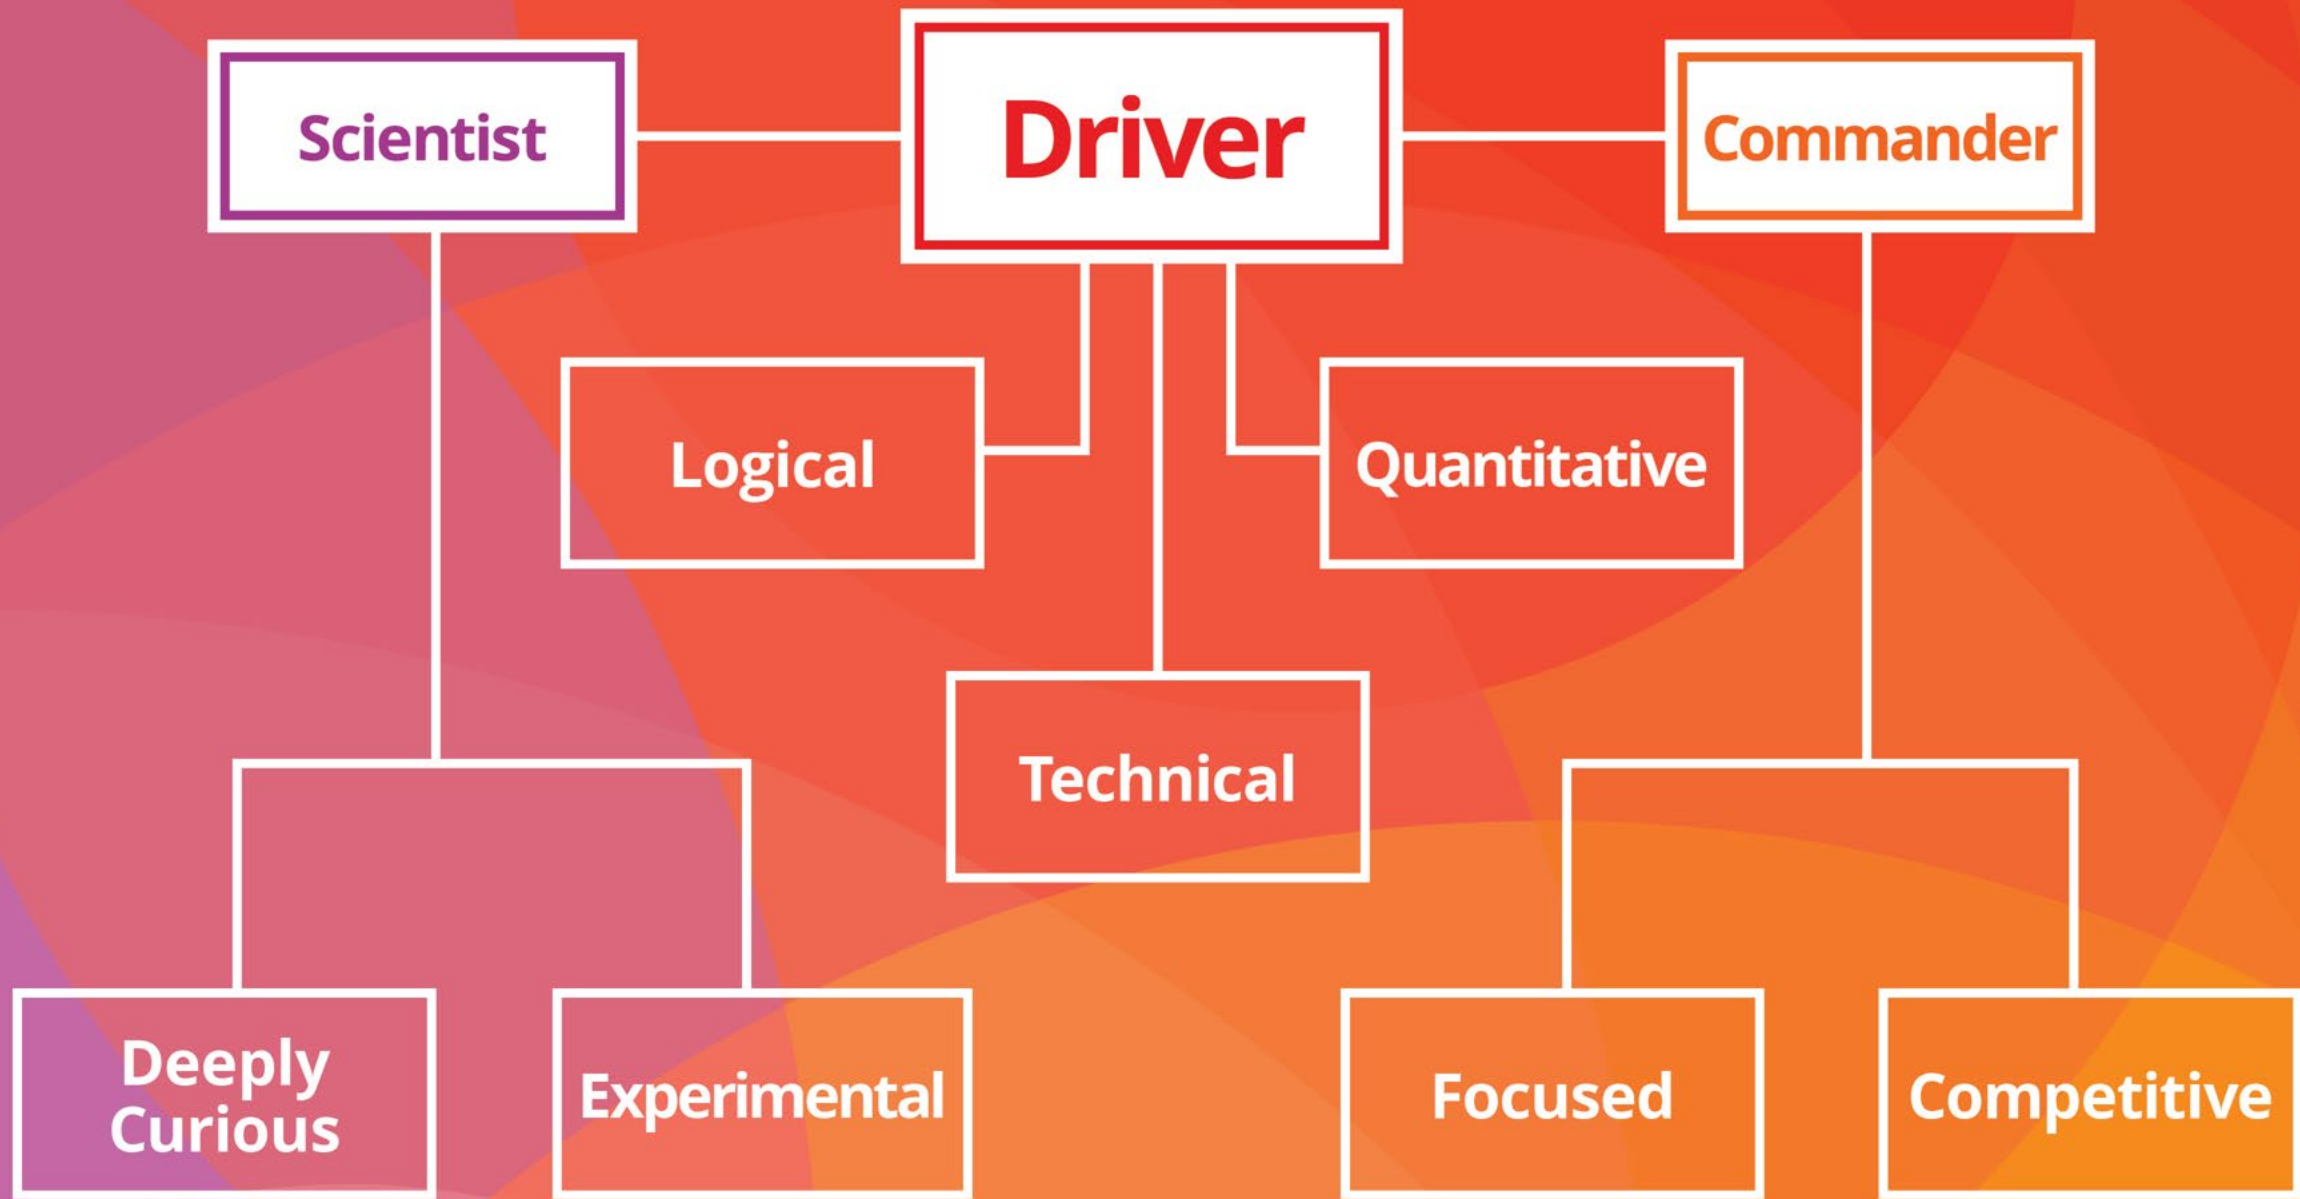 Scientist
Driver
Commander
Logical
Quantitative
Technical
Deeply
Curious
Experimental
Focused
Competitive